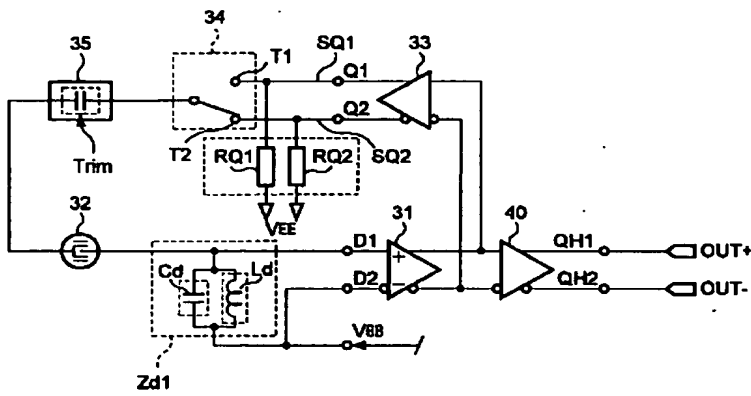 34
35
T1
SQ1
Q1
33
Q2
Trim
T2
RQ1
RQ2
SQ2
VEE
32
31
40
D1
+
QH1
OUT+
Cd
Ld
D2
−
QH2
OUT-
VBB
Zd1